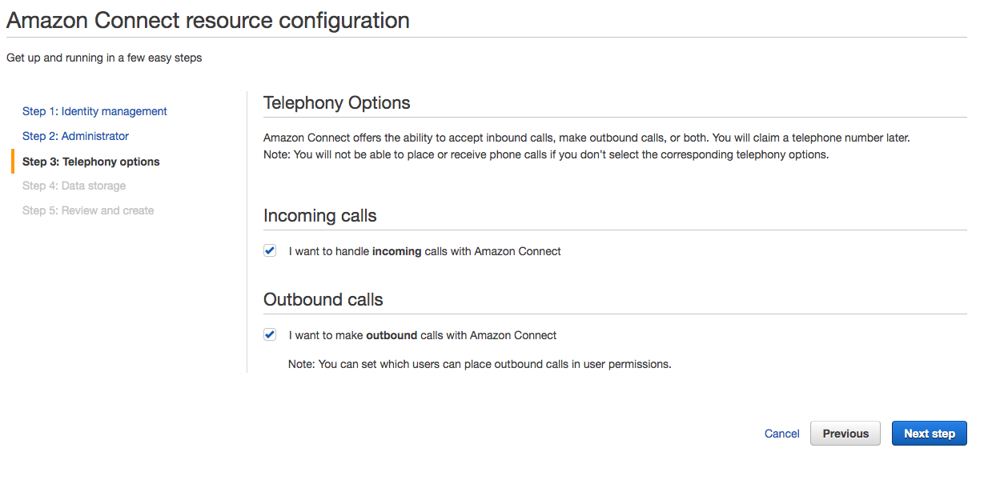 Amazon Connect resource configuration
Get up and running in a few easy steps
Step 1: Identity management
Step 2: Administrator
Step 3: Telephony options
Step 4: Data storage
Step 5: Review and create
Telephony Options
Amazon Connect offers the ability to accept inbound calls, make outbound calls, or both. You will claim a telephone number later.
Note: You will not be able to place or receive phone calls if you don’t select the corresponding telephony options.
Incoming calls
I want to handle incoming calls with Amazon Connect
Outbound calls
I want to make outbound calls with Amazon Connect
Note: You can set which users can place outbound calls in user permissions.
Cancel
Previous
Next step